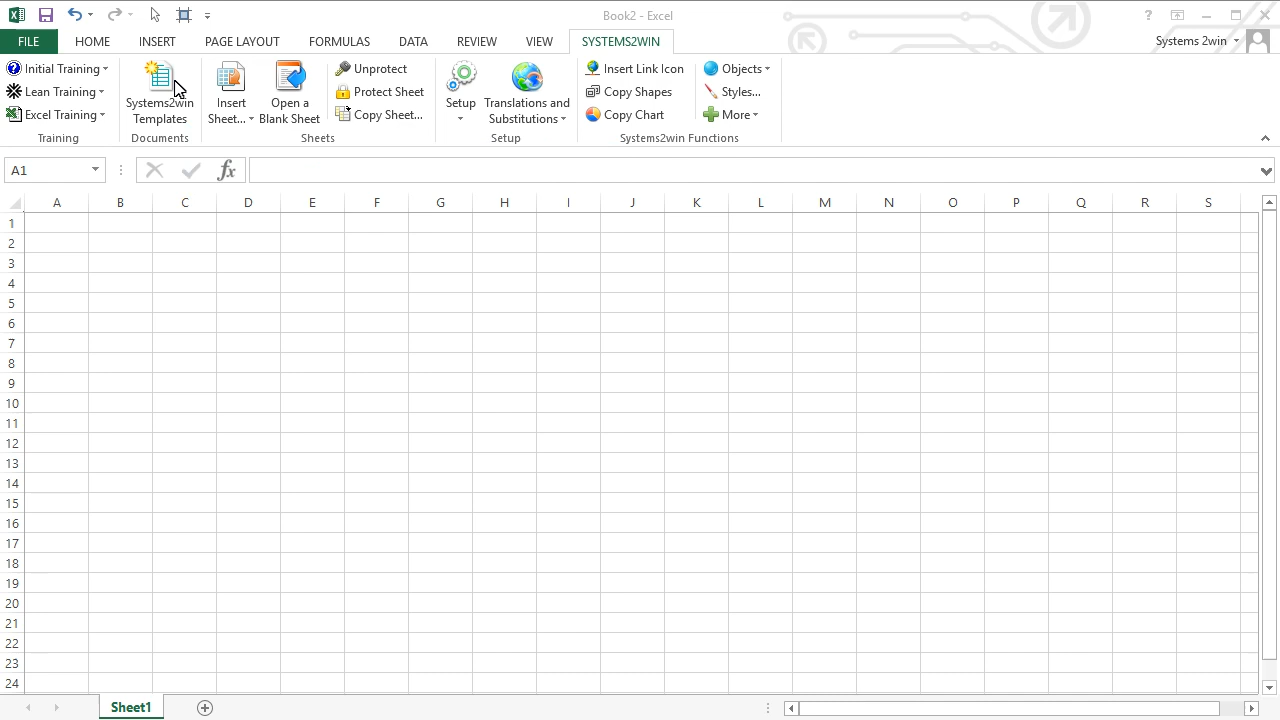 Book2 - Excel
?
FILE HOME INSERT PAGE LAYOUT FORMULAS DATA REVIEW VIEW SYSTEMS2WIN Systems 2win
Initial Training
Lean Training
Excel Training
Training
Systems2win
Templates
Documents
Insert
Sheet...
Open a
Blank Sheet
Unprotect
Protect Sheet
Copy Sheet...
Sheets
Setup
Translations and
Substitutions
Setup
Insert Link Icon
Copy Shapes
Copy Chart
Objects
Styles...
More
Systems2win Functions
A1 fx
A B C D E F G H I J K L M N O P Q R S
1
2
3
4
5
6
7
8
9
10
11
12
13
14
15
16
17
18
19
20
21
22
23
24
Sheet1